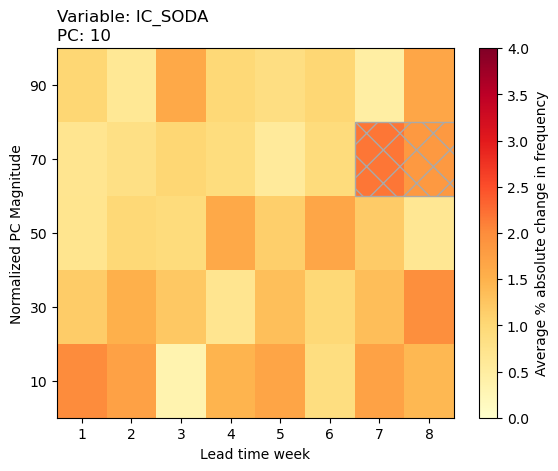 Variable: IC_SODA
PC: 10
90
70
50
30
10
Normalized PC Magnitude
1 2 3 4 5 6 7 8
Lead time week
4.0
3.5
3.0
2.5
2.0
1.5
1.0
0.5
0.0
Average % absolute change in frequency